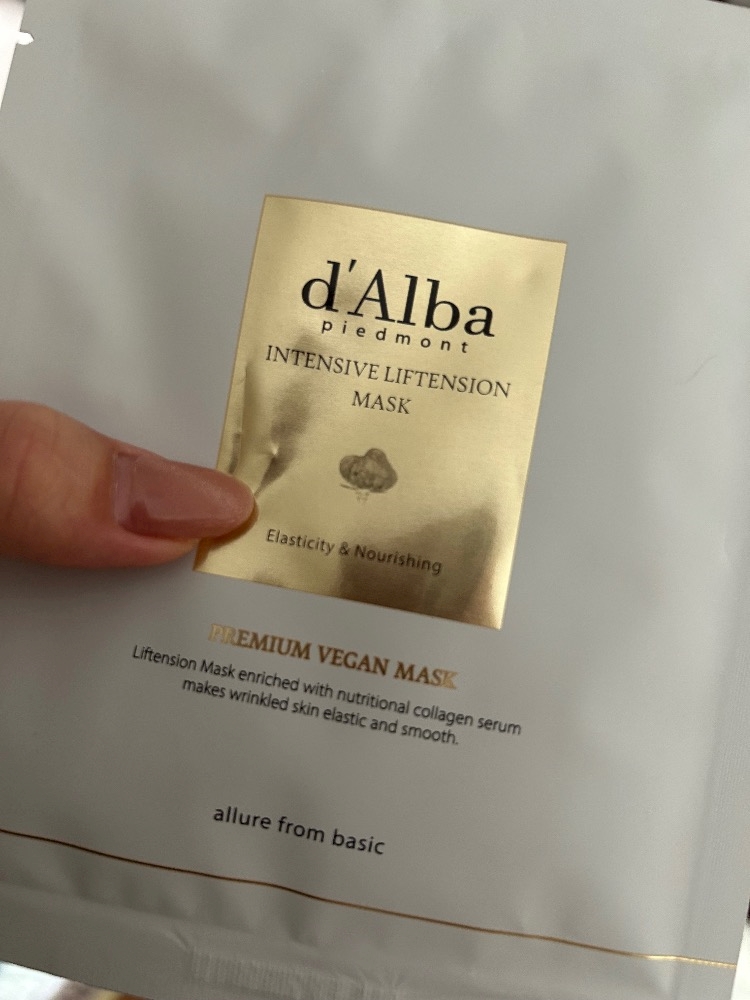 d'Alba
piedmont
INTENSIVE LIFTENSION
MASK
Elasticity & Nourishing
PREMIUM VEGAN MASK
Liftension Mask enriched with nutritional collagen serum
makes wrinkled skin elastic and smooth.
allure from basic